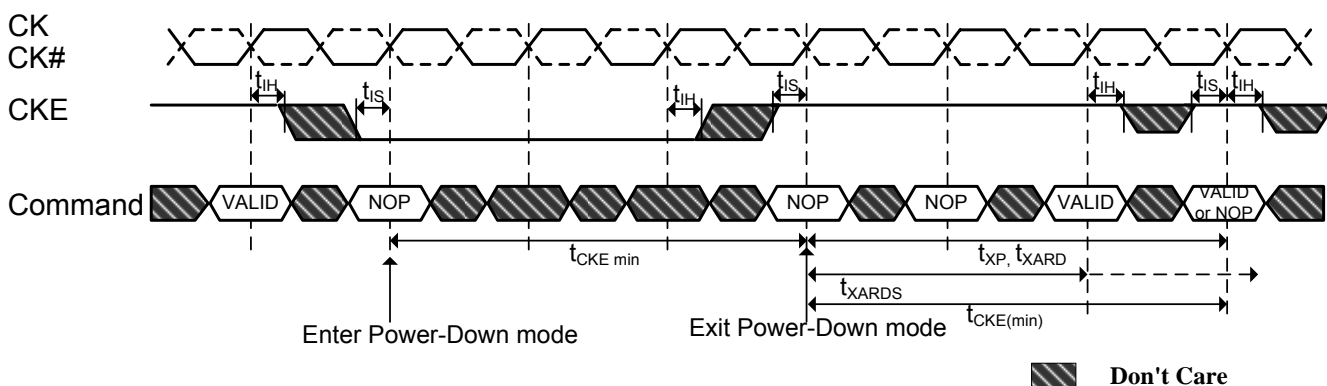 CK
CK#
tIH
tIS
tIH
tIS
tIH
tIS
tIH
CKE
Command
VALID
NOP
NOP
NOP
VALID
VALID
or NOP
tCKE min
tXP, tXARD
tXARDS
tCKE(min)
Enter Power-Down mode
Exit Power-Down mode
Don't Care